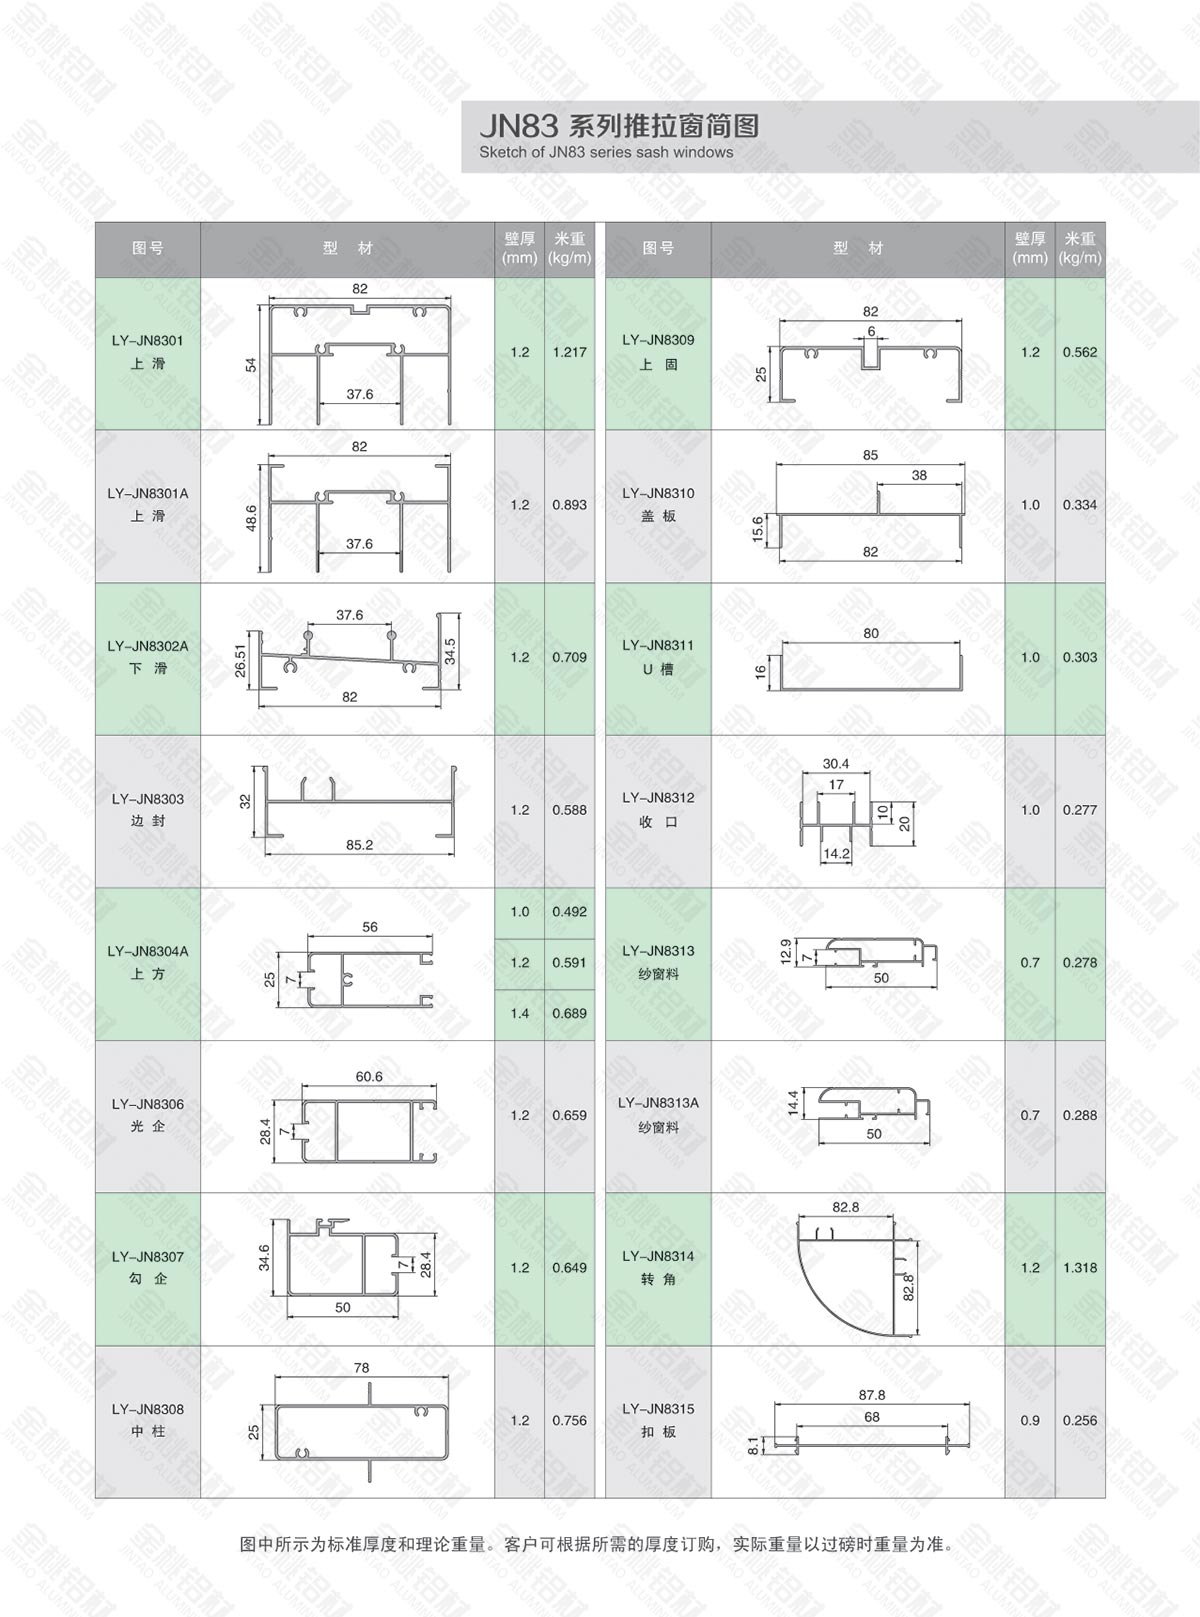 JN83 系列推拉窗简图
Sketch of JN83 series sash windows
图号 型 材 壁厚(mm) 米重(kg/m)
LY-JN8301
上 滑
82
54
37.6
1.2 1.217
LY-JN8301A
上 滑
82
48.6
37.6
1.2 0.893
LY-JN8302A
下 滑
37.6
26.51
34.5
82
1.2 0.709
LY-JN8303
边 封
32
85.2
1.2 0.588
LY-JN8304A
上 方
56
25
7
1.0 0.492
1.2 0.591
1.4 0.689
LY-JN8306
光 企
60.6
28.4
7
1.2 0.659
LY-JN8307
勾 企
34.6
7
28.4
50
1.2 0.649
LY-JN8308
中 柱
78
25
1.2 0.756
图号 型 材 壁厚(mm) 米重(kg/m)
LY-JN8309
上 固
82
6
25
1.2 0.562
LY-JN8310
盖 板
85
38
15.6
82
1.0 0.334
LY-JN8311
U 槽
80
16
1.0 0.303
LY-JN8312
收 口
30.4
17
10
20
14.2
1.0 0.277
LY-JN8313
纱窗料
12.9
7
50
0.7 0.278
LY-JN8313A
纱窗料
14.4
50
0.7 0.288
LY-JN8314
转 角
82.8
82.8
1.2 1.318
LY-JN8315
扣 板
87.8
68
8.1
0.9 0.256
图中所示为标准厚度和理论重量。客户可根据所需的厚度订购，实际重量以过磅时重量为准。
金桃铝材
JINTAO ALUMINIUM